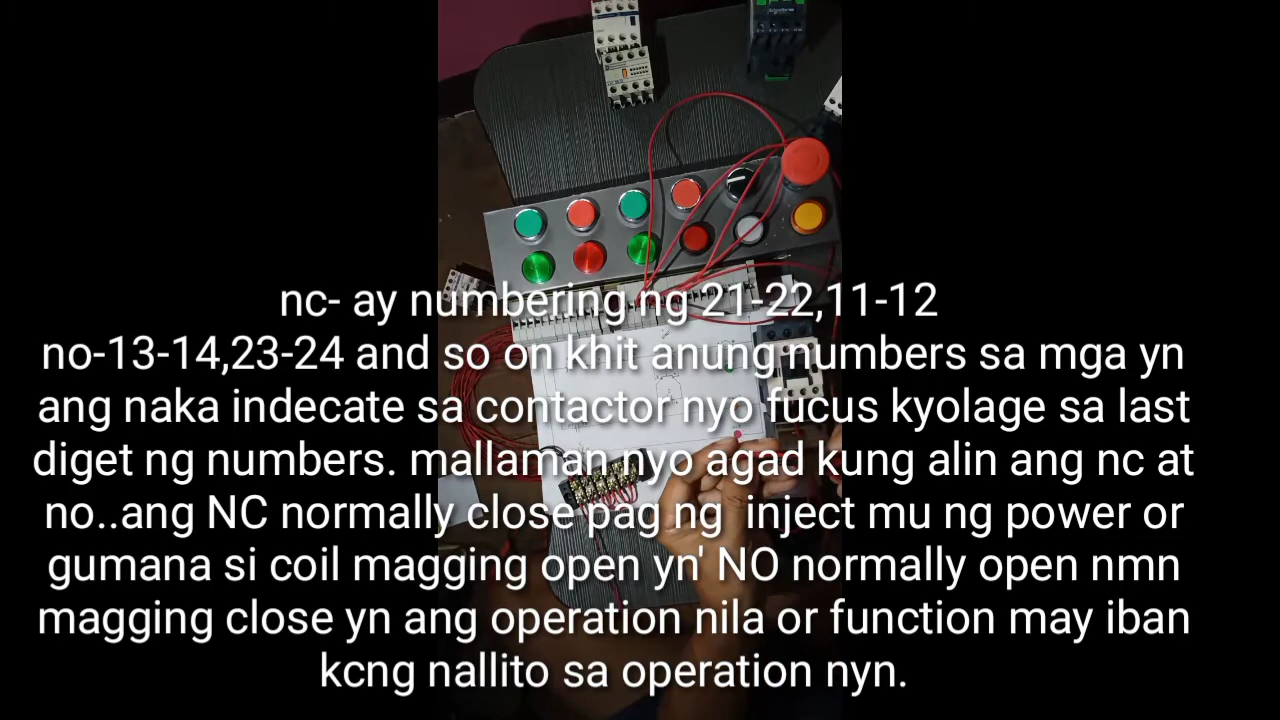 nc- ay numbering ng 21-22,11-12
no-13-14,23-24 and so on khit anung numbers sa mga yn
ang naka indecate sa contactor nyo fucus kyolage sa last
diget ng numbers. mallaman nyo agad kung alin ang nc at
no..ang NC normally close pag ng inject mu ng power or
gumana si coil magging open yn' NO normally open nmn
magging close yn ang operation nila or function may iban
kcng nallito sa operation nyn.